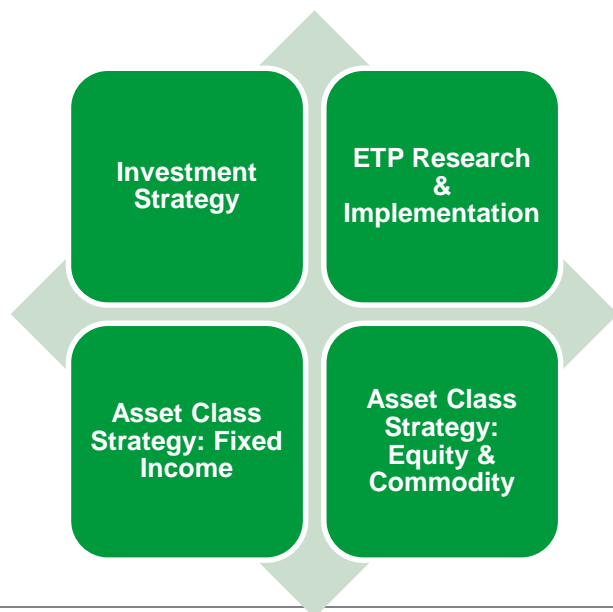 Investment
Strategy
ETP Research
&
Implementation
Asset Class
Strategy: Fixed
Income
Asset Class
Strategy:
Equity &
Commodity